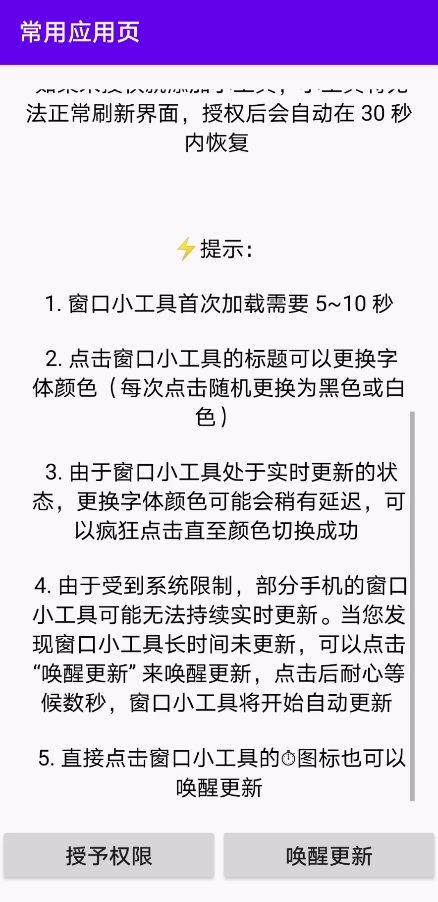 常用应用页
法正常刷新界面，授权后会自动在 30 秒
内恢复
⚡提示：
1. 窗口小工具首次加载需要 5~10 秒
2. 点击窗口小工具的标题可以更换字
体颜色（每次点击随机更换为黑色或白
色）
3. 由于窗口小工具处于实时更新的状
态，更换字体颜色可能会稍有延迟，可
以疯狂点击直至颜色切换成功
4. 由于受到系统限制，部分手机的窗口
小工具可能无法持续实时更新。当您发
现窗口小工具长时间未更新，可以点击
“唤醒更新” 来唤醒更新，点击后耐心等
候数秒，窗口小工具将开始自动更新
5. 直接点击窗口小工具的⏱图标也可以
唤醒更新
授予权限
唤醒更新